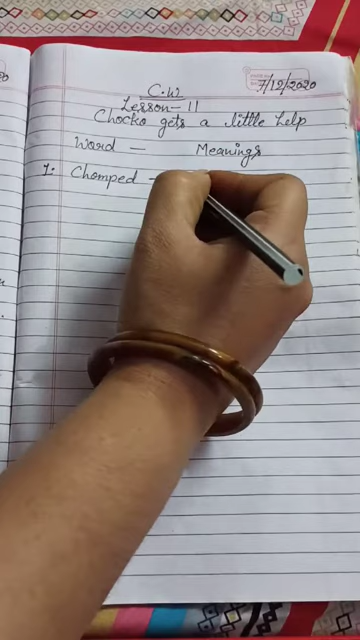 C.W
7/12/2020
Lesson-11
Chocko gets a little help
Word - Meanings
1. Chomped -